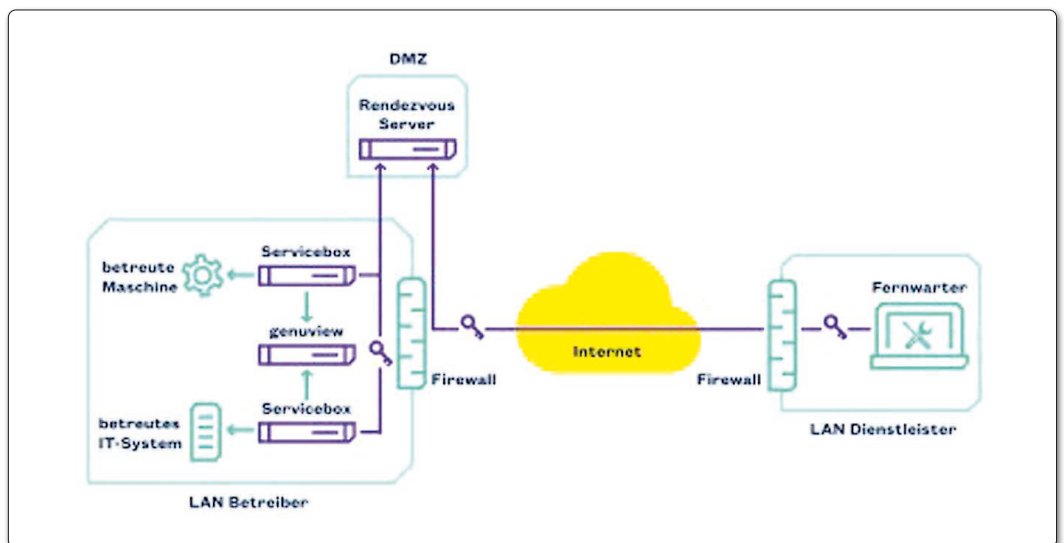 DMZ
Rendezvous
Server
Servicebox
betreute
Maschine
genuview
Servicebox
betreutes
IT-System
Firewall
LAN Betreiber
Internet
Firewall
Fernwarter
LAN Dienstleister